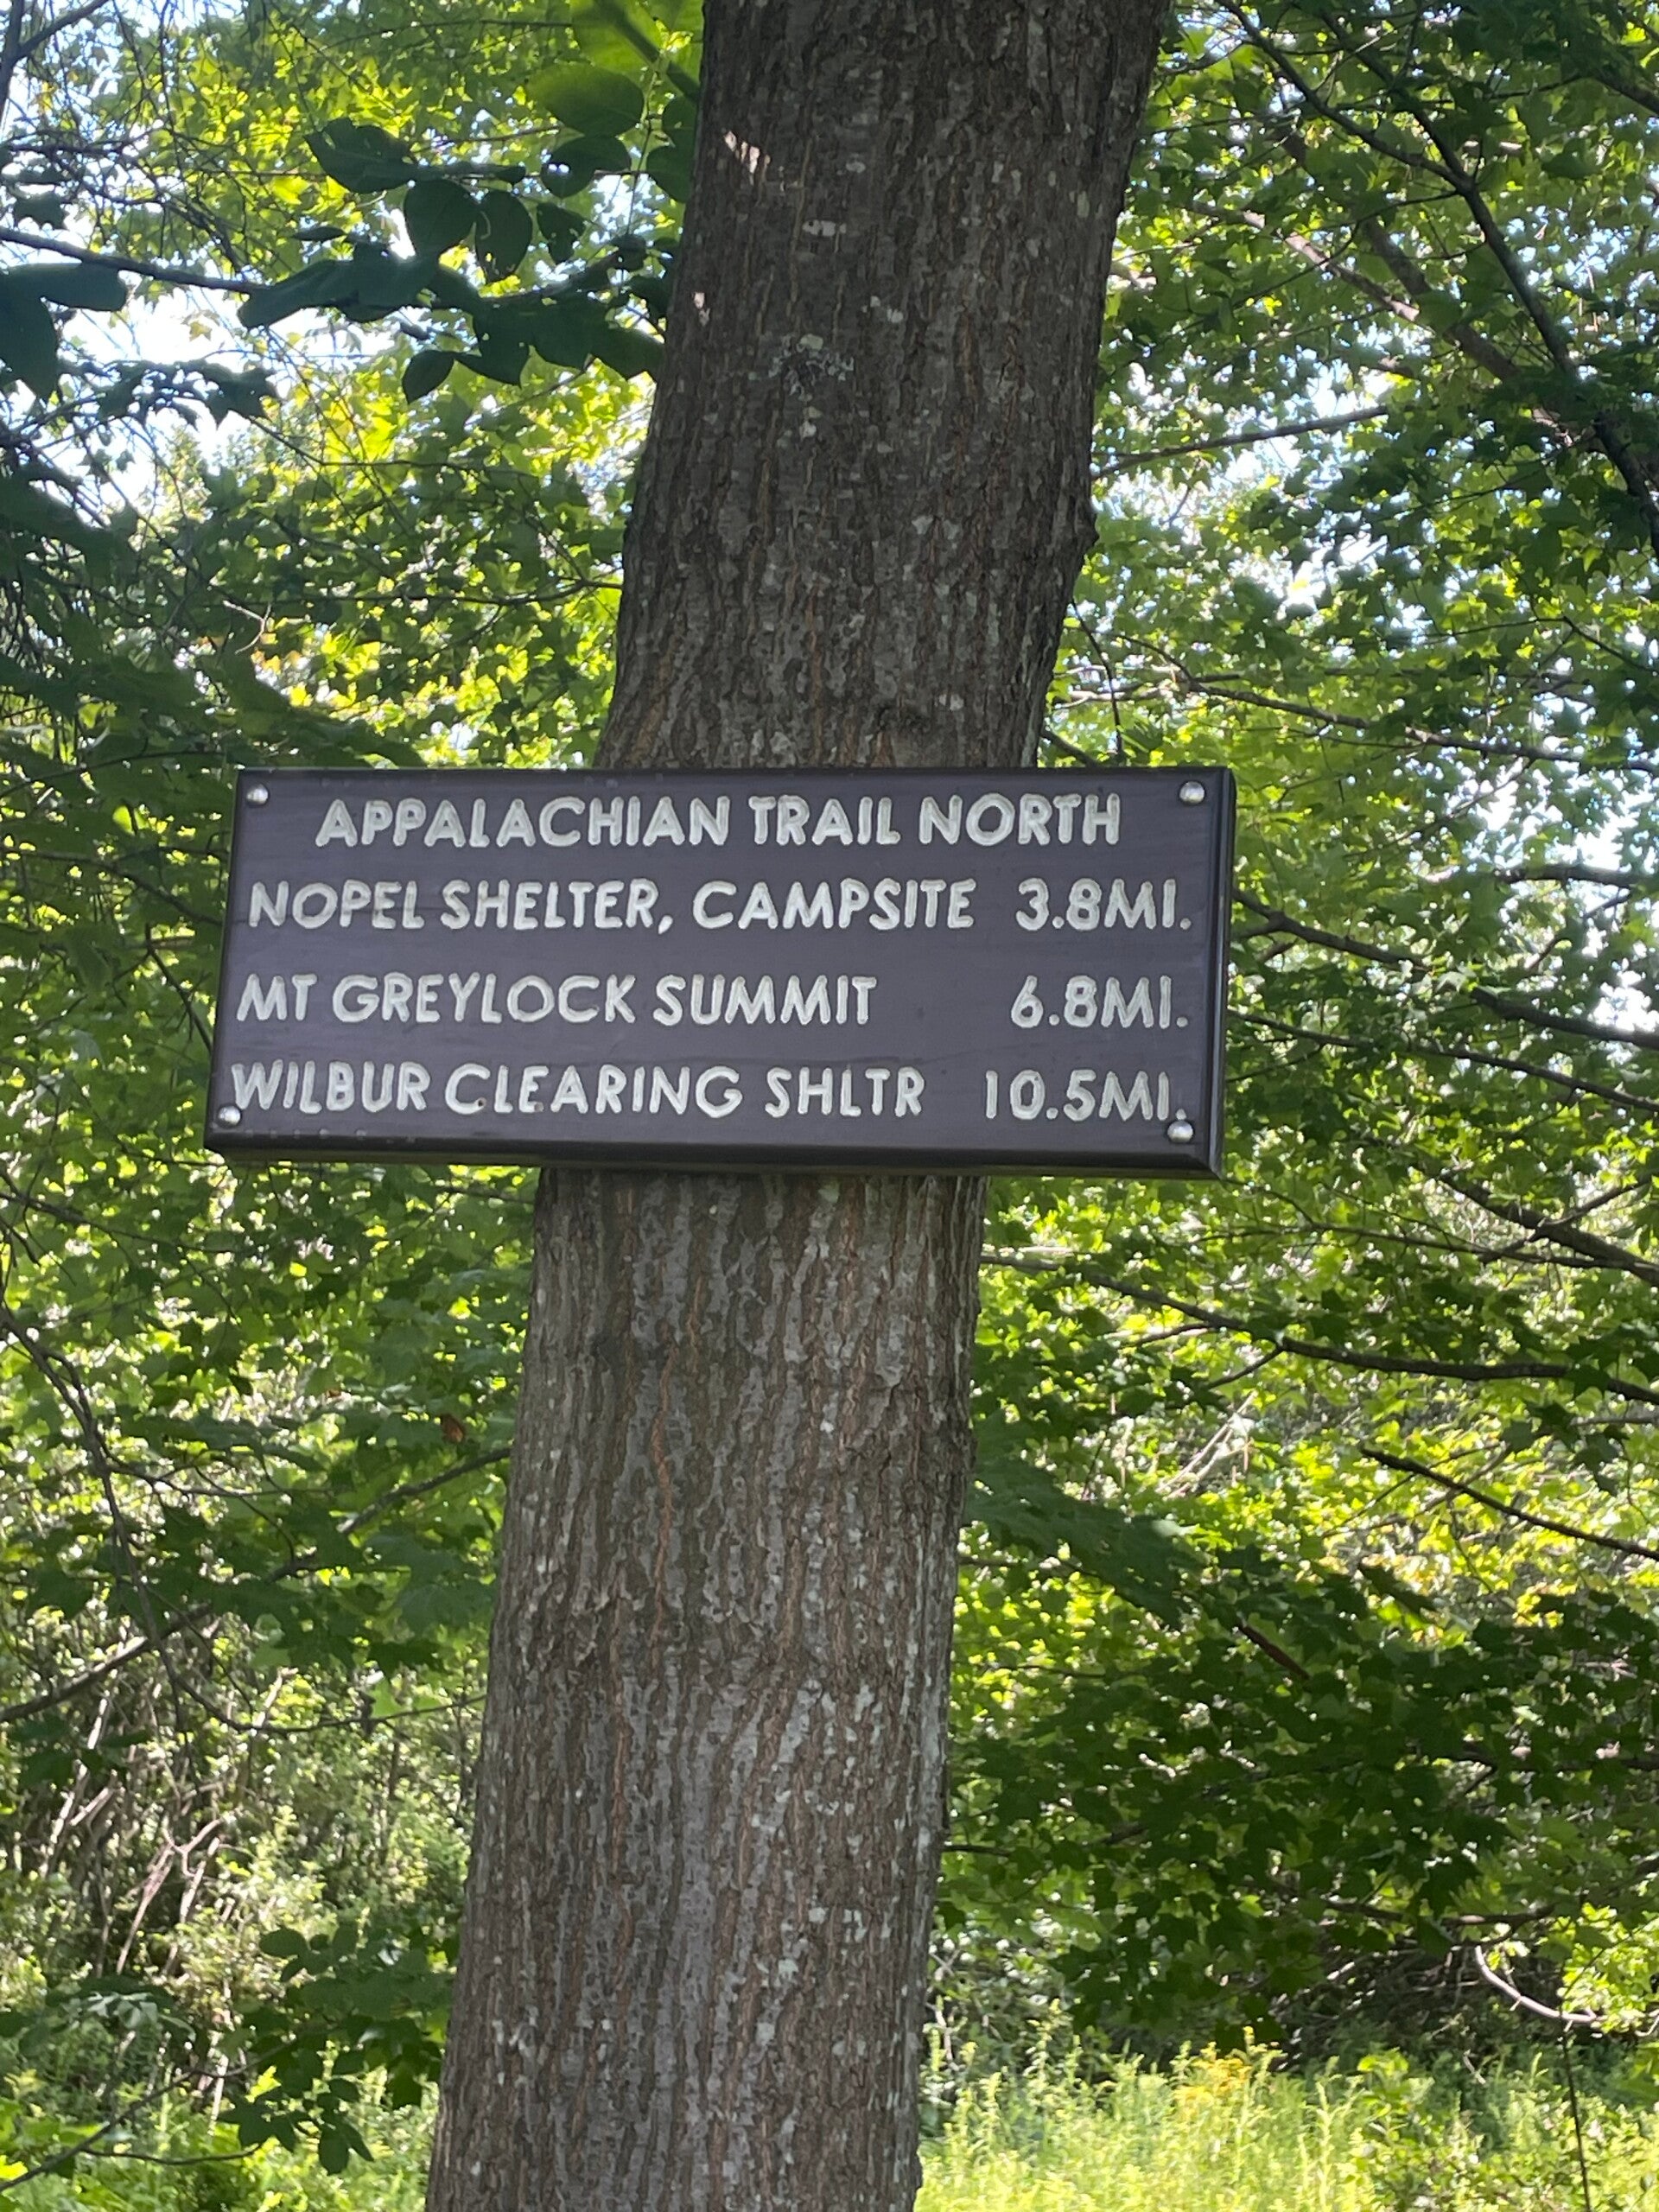 APPALACHIAN TRAIL NORTH
NOPEL SHELTER, CAMPSITE 3.8MI.
MT GREYLOCK SUMMIT 6.8MI.
WILBUR CLEARING SHLTR 10.5MI.